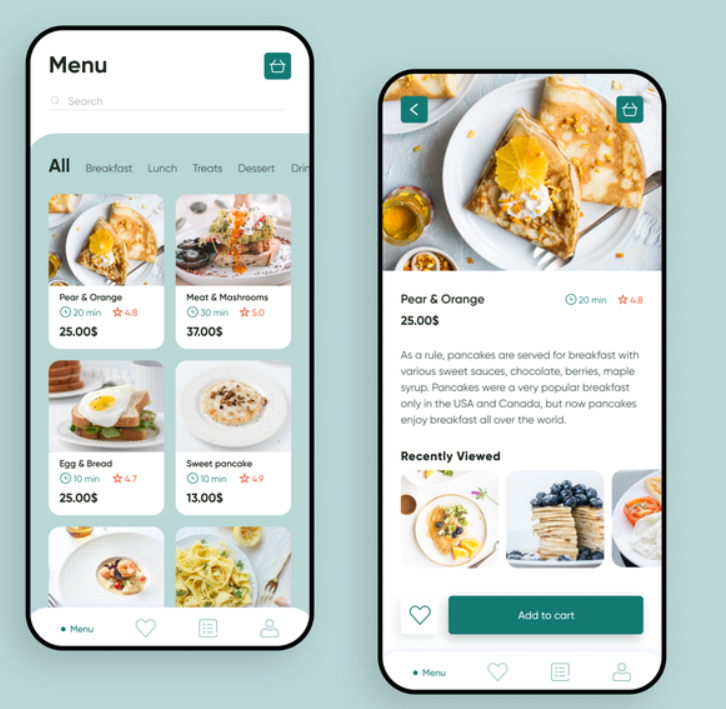 Menu
Search
All Breakfast Lunch Treats Dessert Drin
Pear & Orange
20 min 4.8
25.00$
Meat & Mashrooms
30 min 5.0
37.00$
Egg & Bread
10 min 4.7
25.00$
Sweet pancake
10 min 4.9
13.00$
Menu
Pear & Orange
20 min 4.8
25.00$
As a rule, pancakes are served for breakfast with
various sweet sauces, chocolate, berries, maple
syrup. Pancakes were a very popular breakfast
only in the USA and Canada, but now pancakes
enjoy breakfast all over the world.
Recently Viewed
Add to cart
Menu